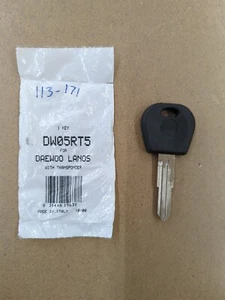 113-171
1 KEY
DW05RT5
FOR
DAEWOO LANOS
WITH TRANSPONDER
MADE IN ITALY